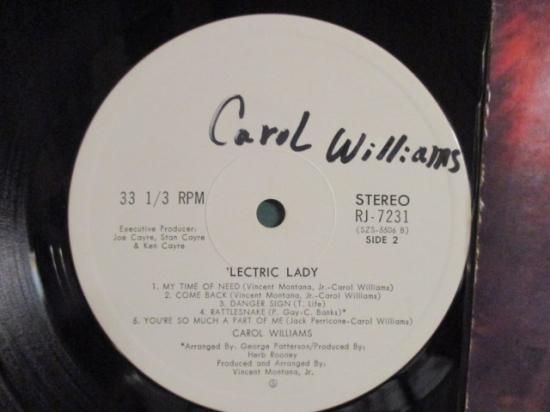 Carol Williams
33 1/3 RPM
STEREO
RJ-7231
(SZS-5506 B)
SIDE 2
Executive Producer:
Joe Cayre, Stan Cayre
& Ken Cayre
'LECTRIC LADY
1. MY TIME OF NEED (Vincent Montana, Jr.-Carol Williams)
2. COME BACK (Vincent Montana, Jr.-Carol Williams)
3. DANGER SIGN (T. Life)
4. RATTLESNAKE (P. Gay-C. Banks)*
6. YOU'RE SO MUCH A PART OF ME (Jack Perricone-Carol Williams)
CAROL WILLIAMS
*Arranged By: George Patterson/Produced By:
Herb Rooney
Produced and Arranged By:
Vincent Montana, Jr.